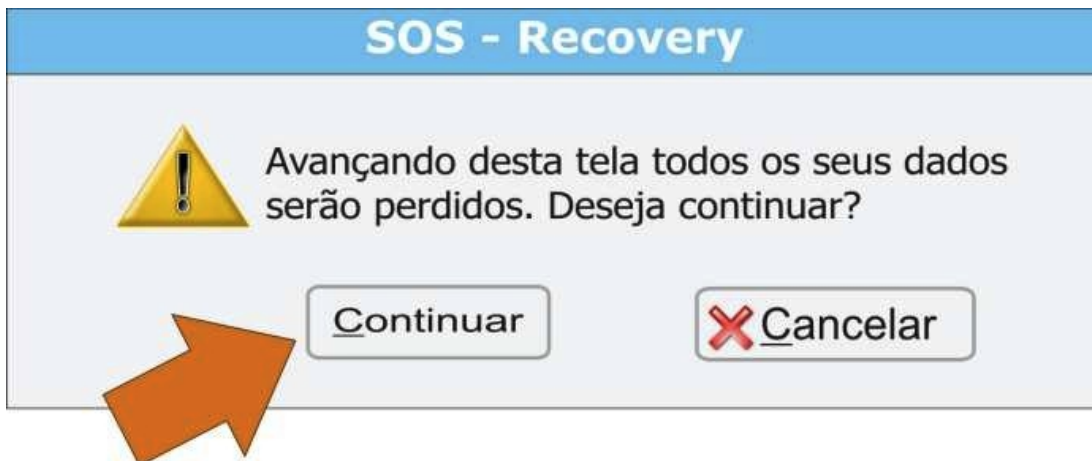 SOS - Recovery
Avançando desta tela todos os seus dados
serão perdidos. Deseja continuar?
Continuar
Cancelar